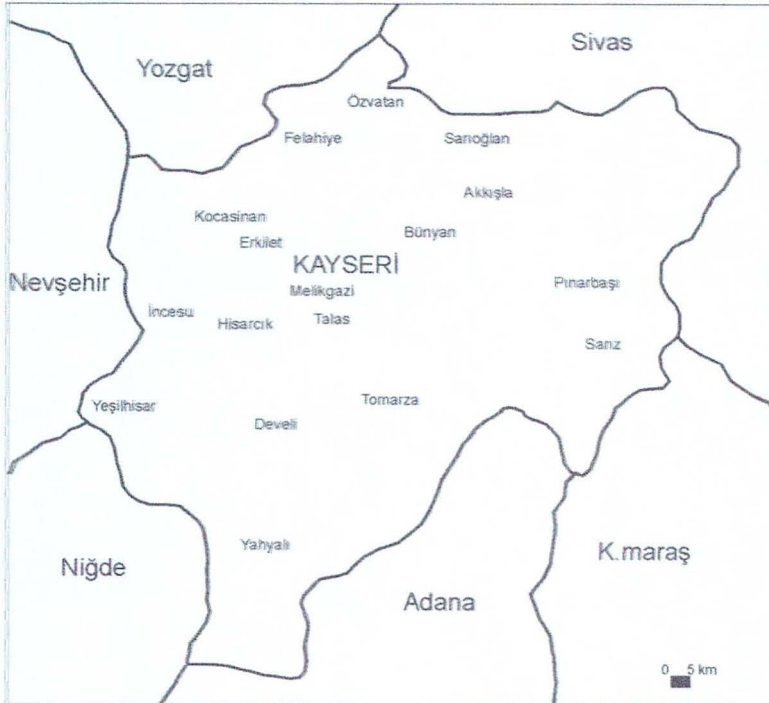 Sivas
Yozgat
Özvatan
Felahiye
Sarıoğlan
Akkışla
Kocasinan
Bünyan
Erkilet
KAYSERİ
Nevşehir
Melikgazi
Pınarbaşı
İncesu
Hisarcık
Talas
Sarız
Yeşilhisar
Tomarza
Develi
Yahyalı
K.maraş
Niğde
Adana
0 5 km